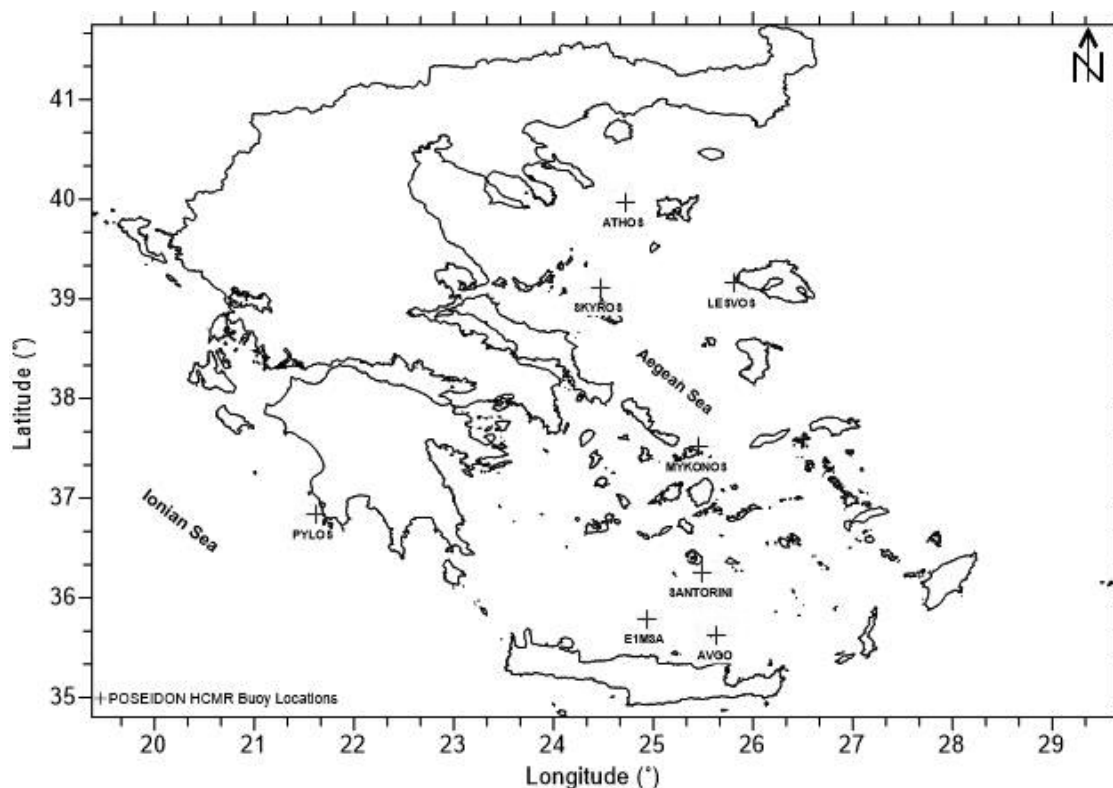 N
41
40
39
38
37
36
35
Latitude (°)
ATHOS
SKYROS
LESVOS
Aegean Sea
MYKONOS
Ionian Sea
PYLOS
SANTORINI
E1M3A
AVGO
POSEIDON HCMR Buoy Locations
20 21 22 23 24 25 26 27 28 29
Longitude (°)